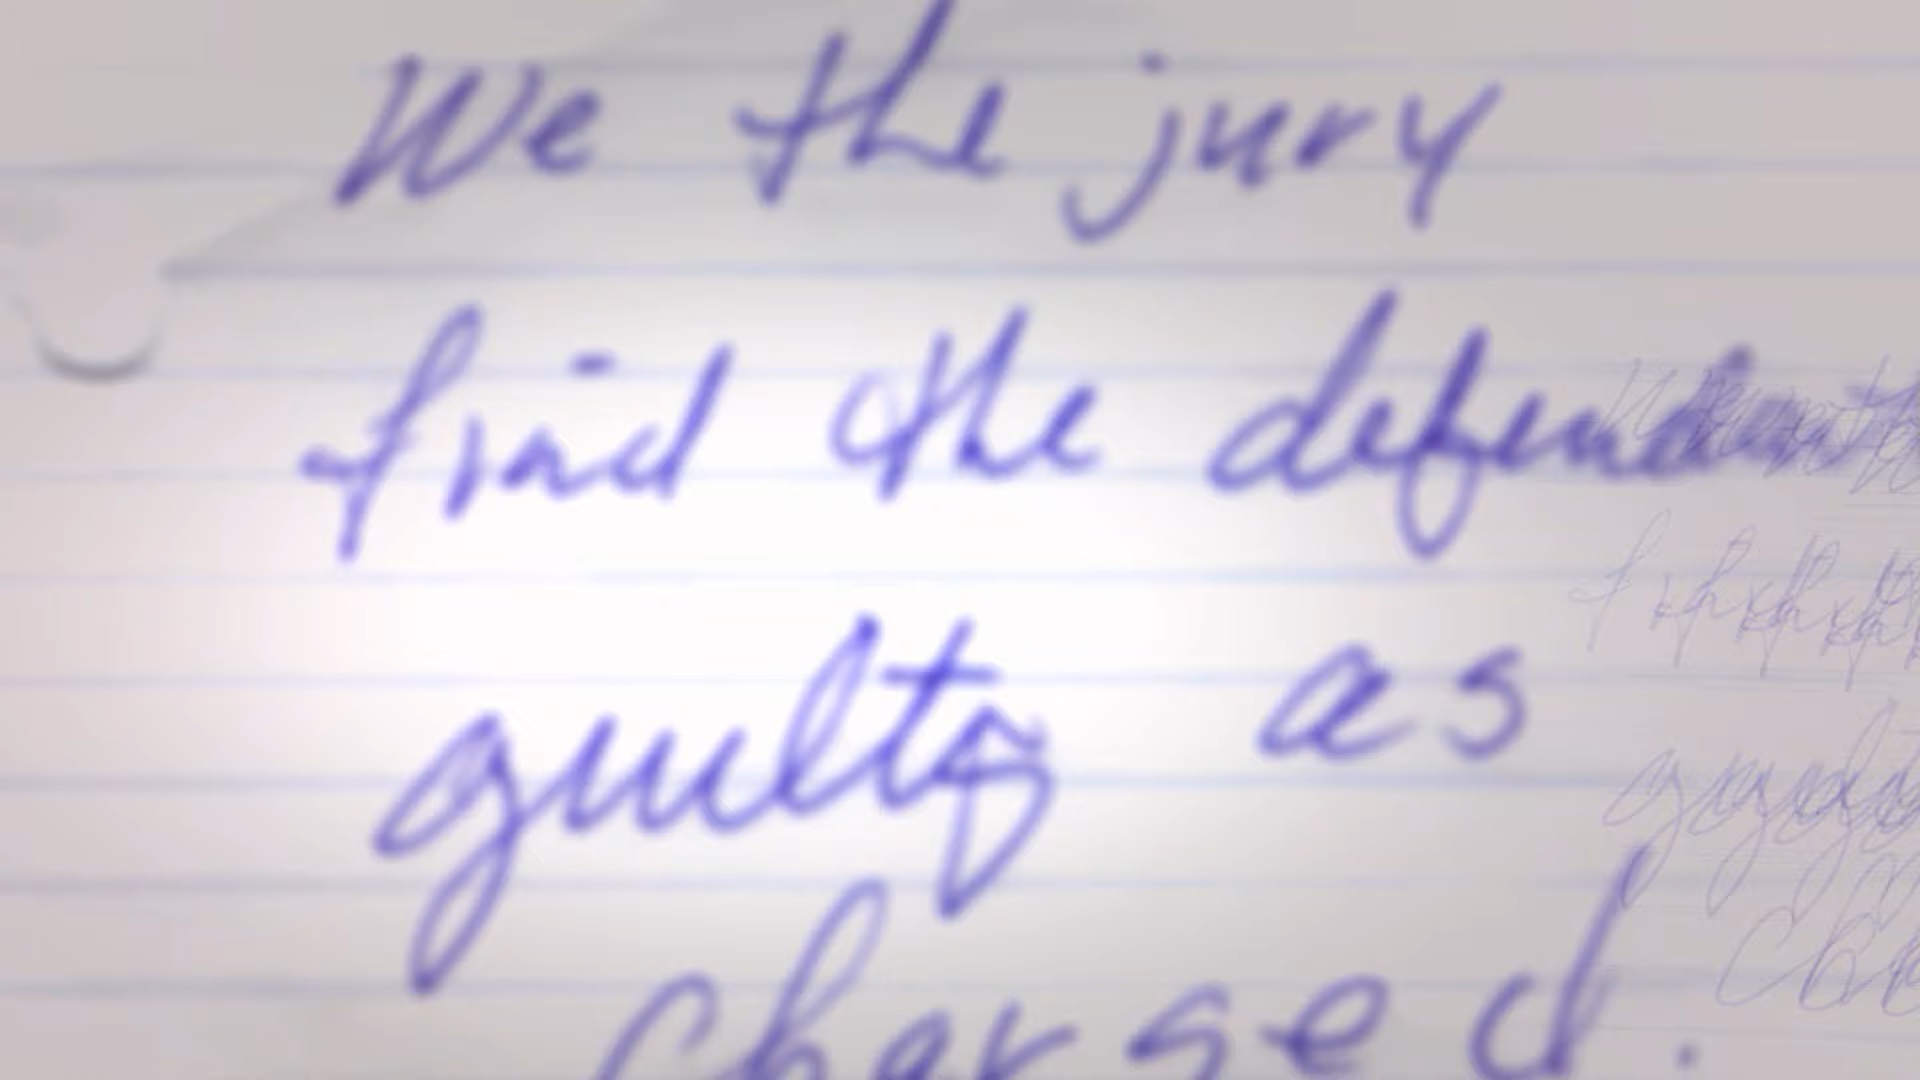 We the jury
find the defendant
guilty as
charged.